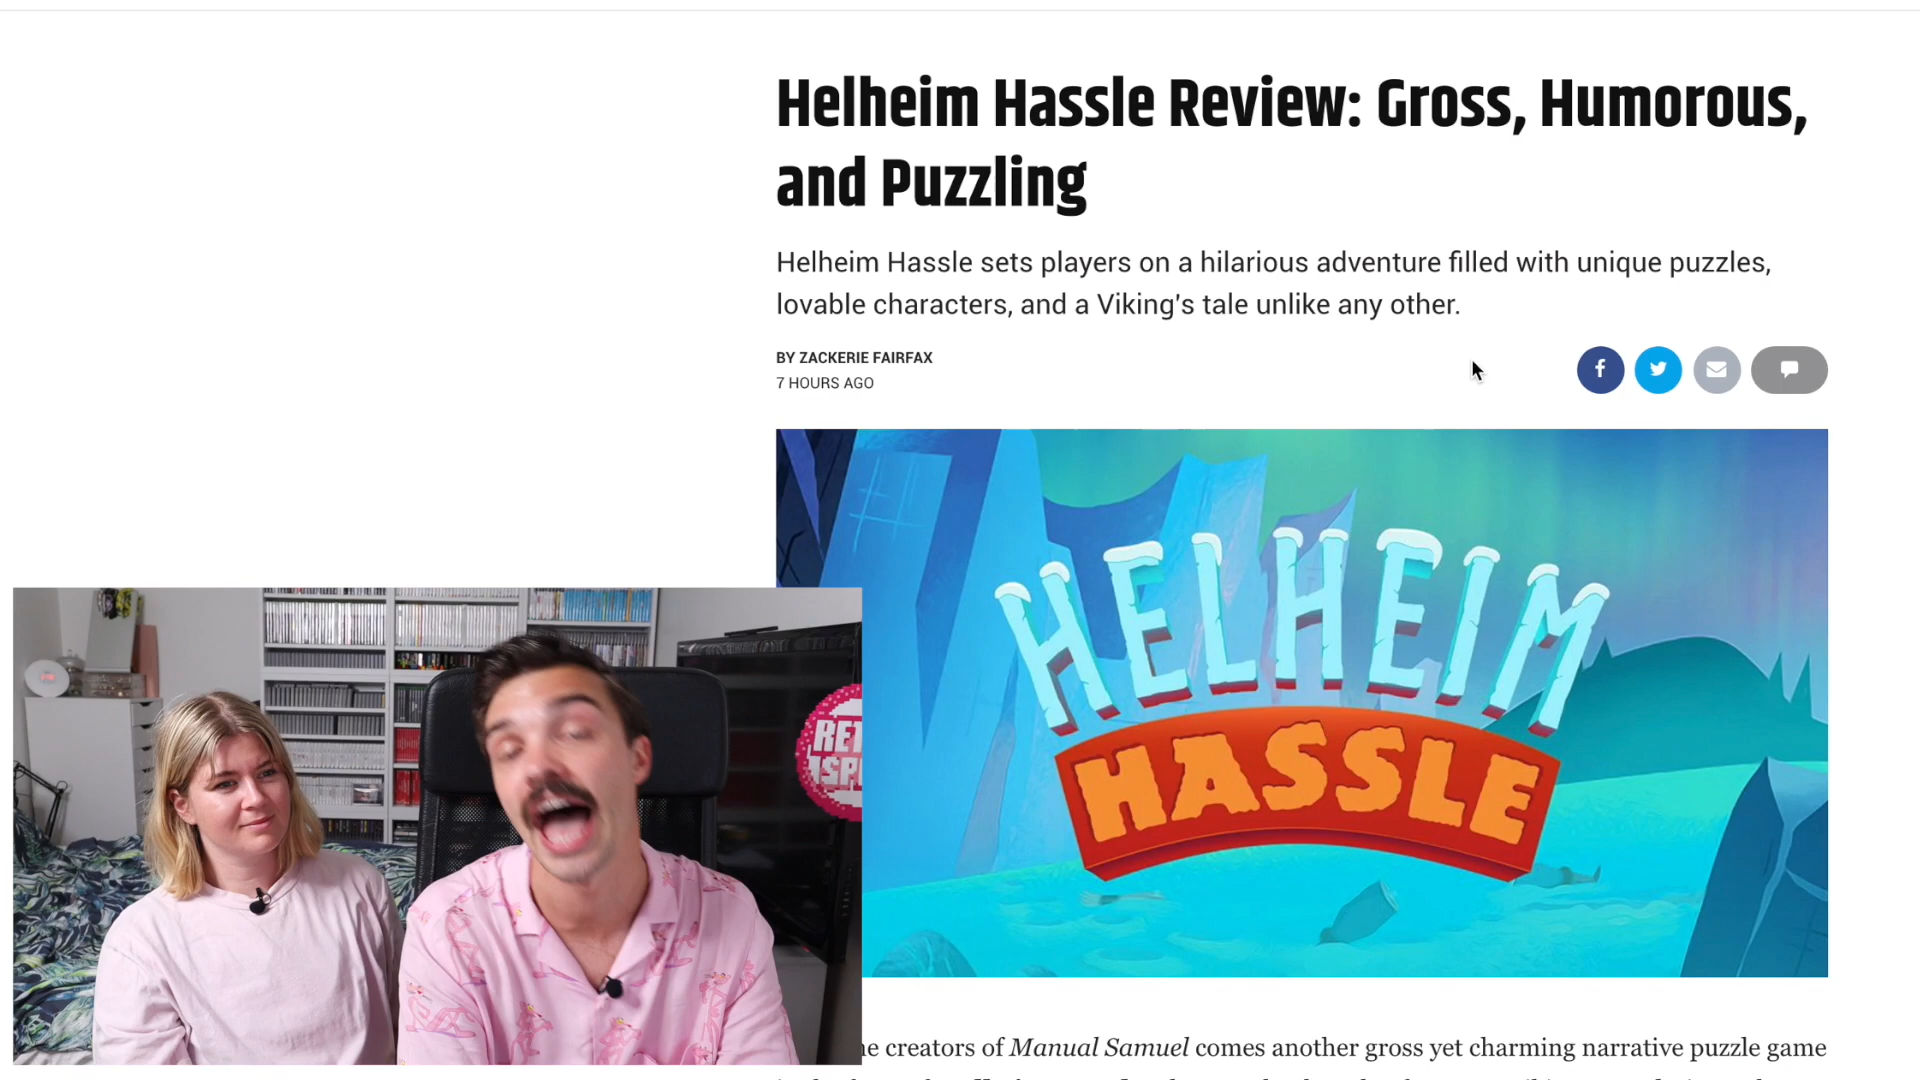 Helheim Hassle Review: Gross, Humorous,
and Puzzling
Helheim Hassle sets players on a hilarious adventure filled with unique puzzles,
lovable characters, and a Viking's tale unlike any other.
BY ZACKERIE FAIRFAX
7 HOURS AGO
HELHEIM
HASSLE
creators of Manual Samuel comes another gross yet charming narrative puzzle game